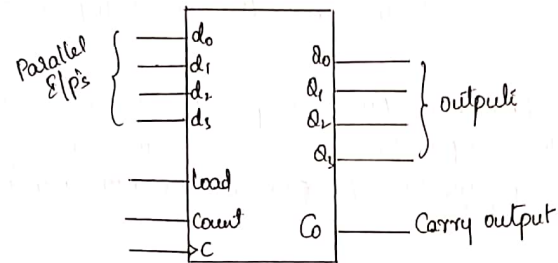 Parallel
I/p's
d0
d1
d2
d3
load
Count
C
Q0
Q1
Q2
Q3
C0
outputs
Carry output